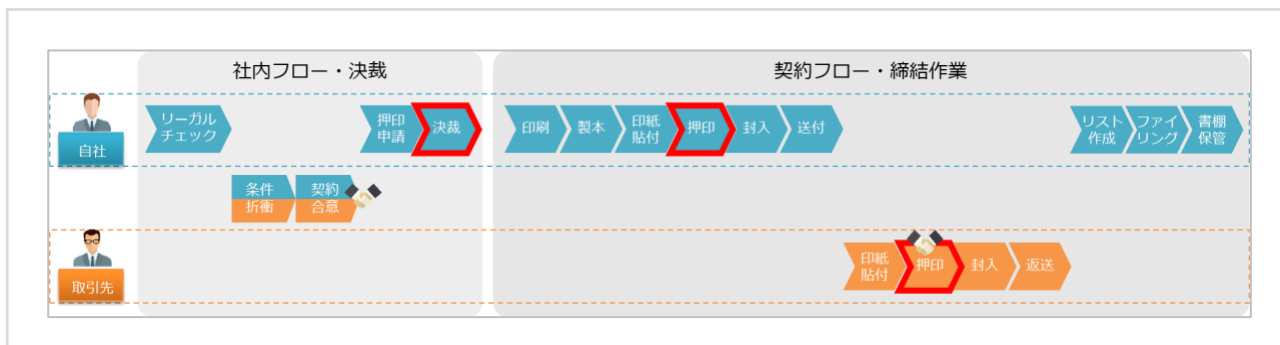 社内フロー・決裁
契約フロー・締結作業
自社
リーガル
チェック
押印
申請
決裁
印刷
製本
印紙
貼付
押印
封入
送付
リスト
作成
ファイ
リング
書棚
保管
条件
折衝
契約
合意
取引先
印紙
貼付
押印
封入
返送